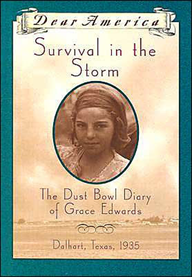 Dear America
Survival in the
Storm
The Dust Bowl Diary
of Grace Edwards
Dalhart, Texas, 1935